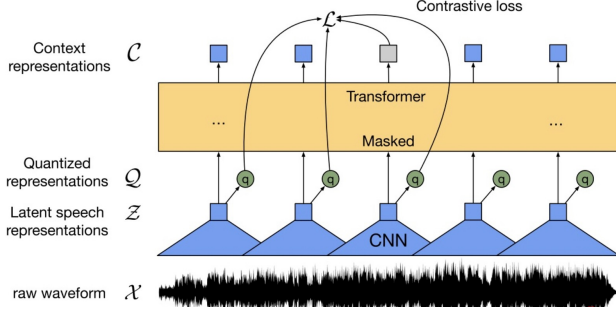 Contrastive loss
ℒ
Context
representations 𝒞
Transformer
... ...
Masked
Quantized
representations 𝒬
q q q q q
Latent speech
representations 𝒵
CNN
raw waveform 𝒳